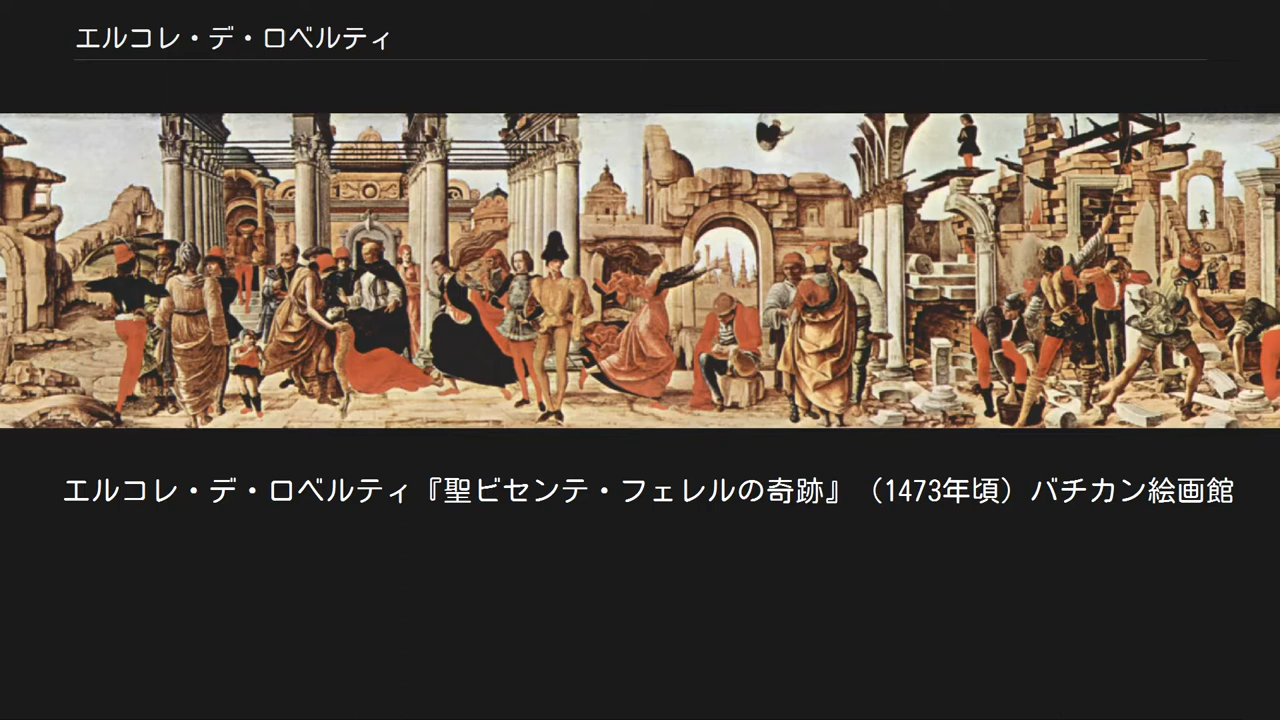 エルコレ・デ・ロベルティ
エルコレ・デ・ロベルティ『聖ビセンテ・フェレルの奇跡』（1473年頃）バチカン絵画館